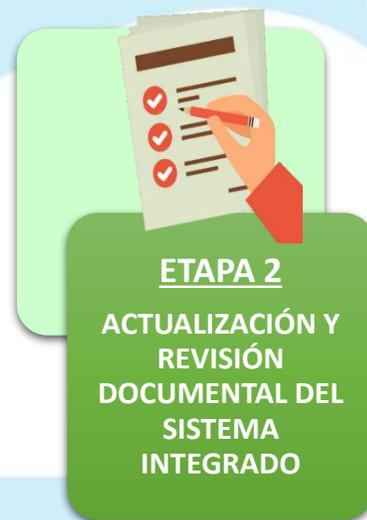 ETAPA 2
ACTUALIZACIÓN Y
REVISIÓN
DOCUMENTAL DEL
SISTEMA
INTEGRADO